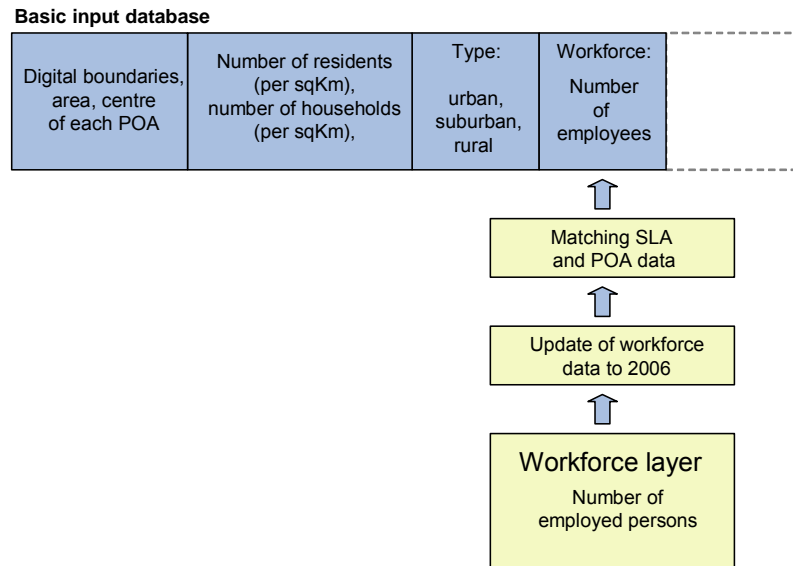 Basic input database
Digital boundaries,
area, centre
of each POA
Number of residents
(per sqKm),
number of households
(per sqKm),
Type:
urban,
suburban,
rural
Workforce:
Number
of
employees
Matching SLA
and POA data
Update of workforce
data to 2006
Workforce layer
Number of
employed persons